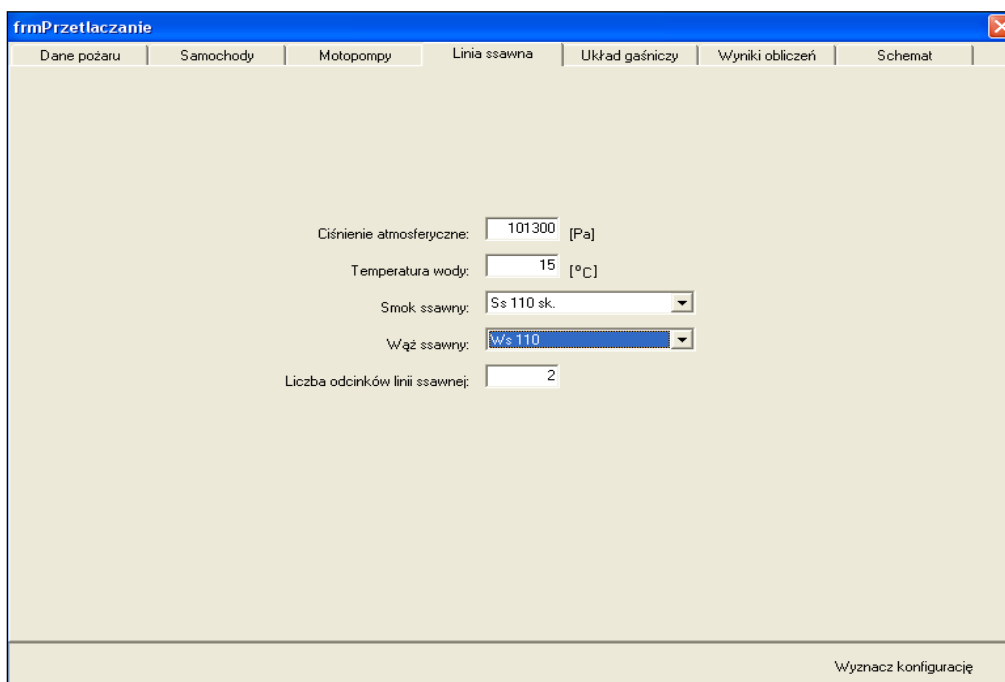 frmPrzetlaczanie
Dane pożaru Samochody Motopompy Linia ssawna Układ gaśniczy Wyniki obliczeń Schemat
Ciśnienie atmosferyczne: 101300 [Pa]
Temperatura wody: 15 [°C]
Smok ssawny: Ss 110 sk.
Wąż ssawny: Ws 110
Liczba odcinków linii ssawnej: 2
Wyznacz konfigurację